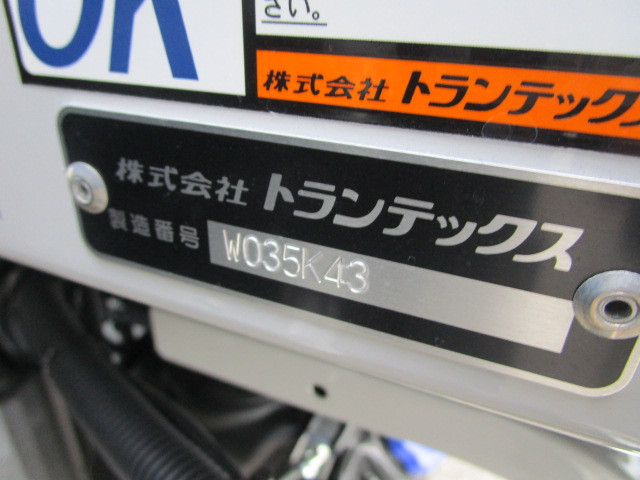 OK
さい。
株式会社 トランテックス
株式会社 トランテックス
製造番号 W035K43